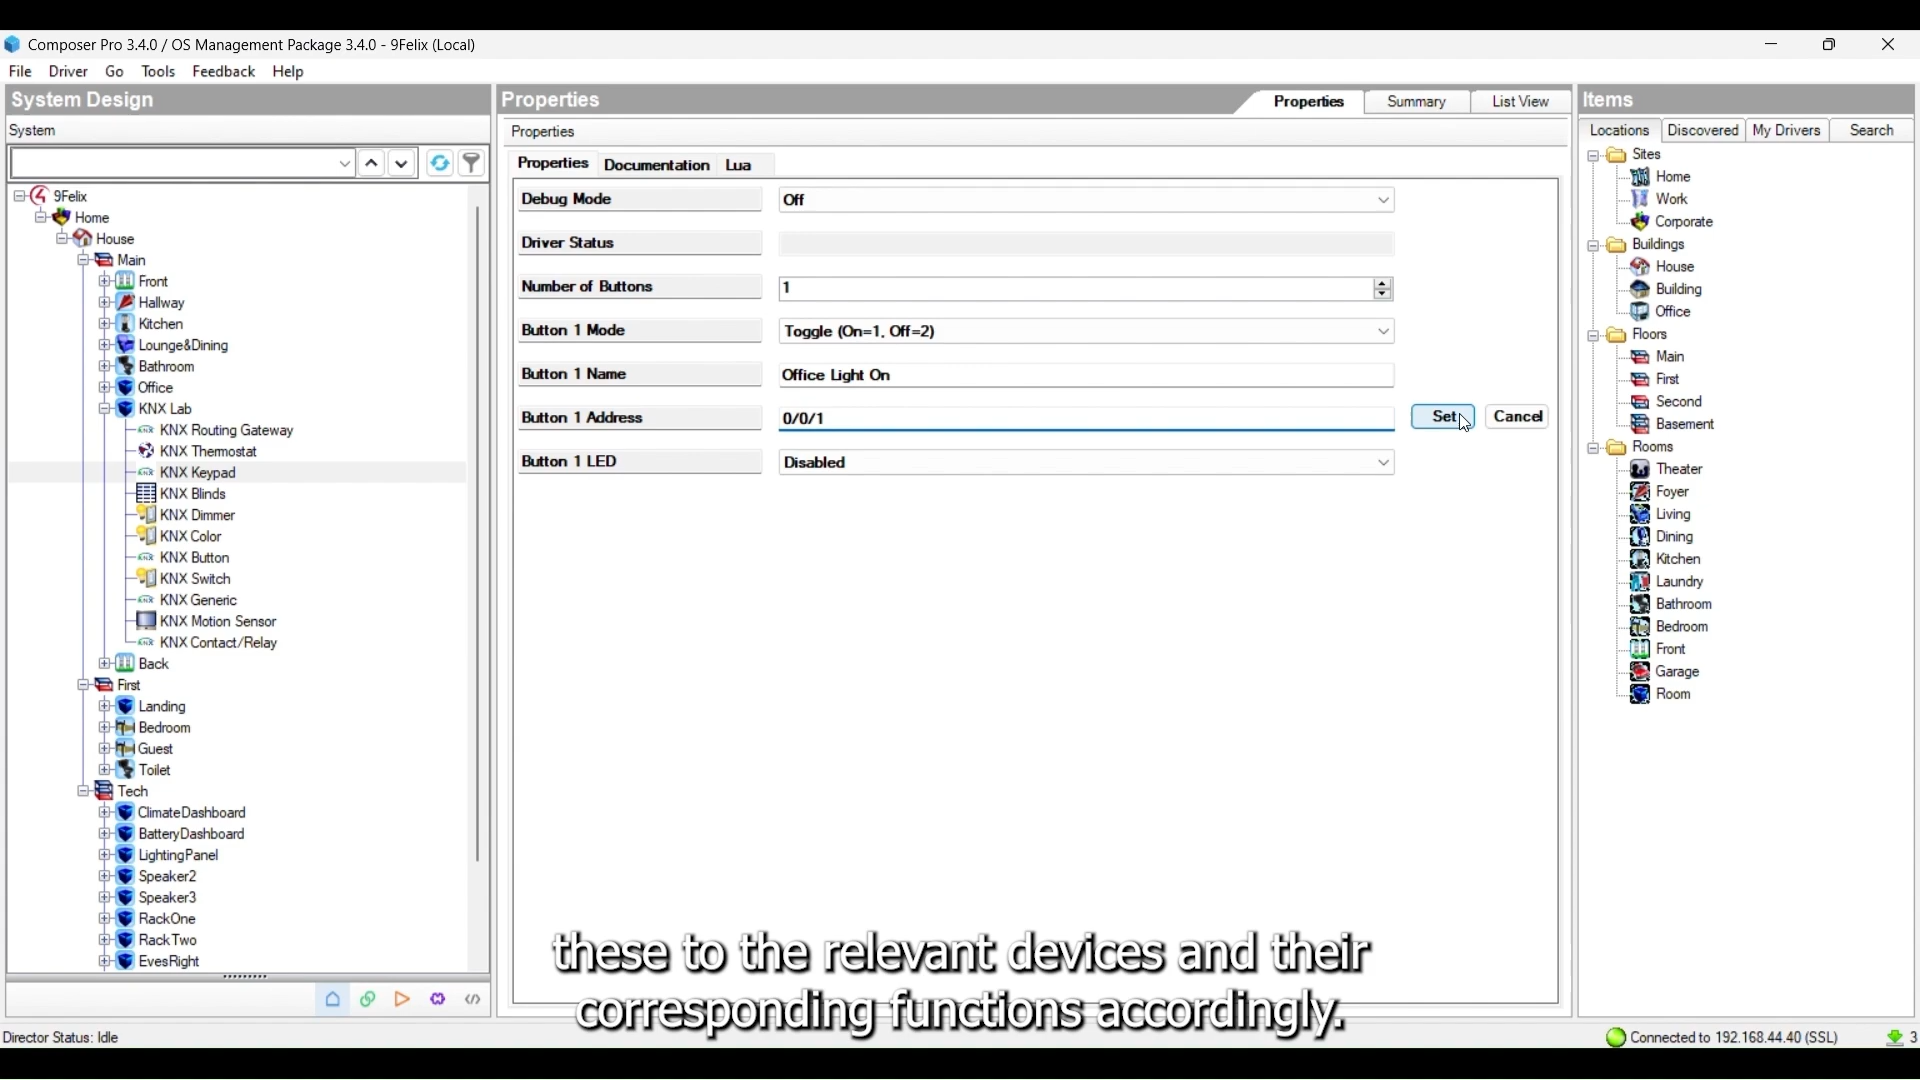 Composer Pro 3.4.0 / OS Management Package 3.4.0 - 9Felix (Local)
File Driver Go Tools Feedback Help
System Design
System
9Felix
Home
House
Main
Front
Hallway
Kitchen
Lounge&Dining
Bathroom
Office
KNX Lab
KNX Routing Gateway
KNX Thermostat
KNX Keypad
KNX Blinds
KNX Dimmer
KNX Color
KNX Button
KNX Switch
KNX Generic
KNX Motion Sensor
KNX Contact/Relay
Back
First
Landing
Bedroom
Guest
Toilet
Tech
ClimateDashboard
BatteryDashboard
LightingPanel
Speaker2
Speaker3
RackOne
RackTwo
EvesRight
Properties
Properties Summary List View
Properties
Properties Documentation Lua
Debug Mode Off
Driver Status
Number of Buttons 1
Button 1 Mode Toggle (On=1, Off=2)
Button 1 Name Office Light On
Button 1 Address 0/0/1 Set Cancel
Button 1 LED Disabled
Items
Locations Discovered My Drivers Search
Sites
Home
Work
Corporate
Buildings
House
Building
Office
Floors
Main
First
Second
Basement
Rooms
Theater
Foyer
Living
Dining
Kitchen
Laundry
Bathroom
Bedroom
Front
Garage
Room
these to the relevant devices and their
corresponding functions accordingly.
Director Status: Idle
Connected to 192.168.44.40 (SSL) 3